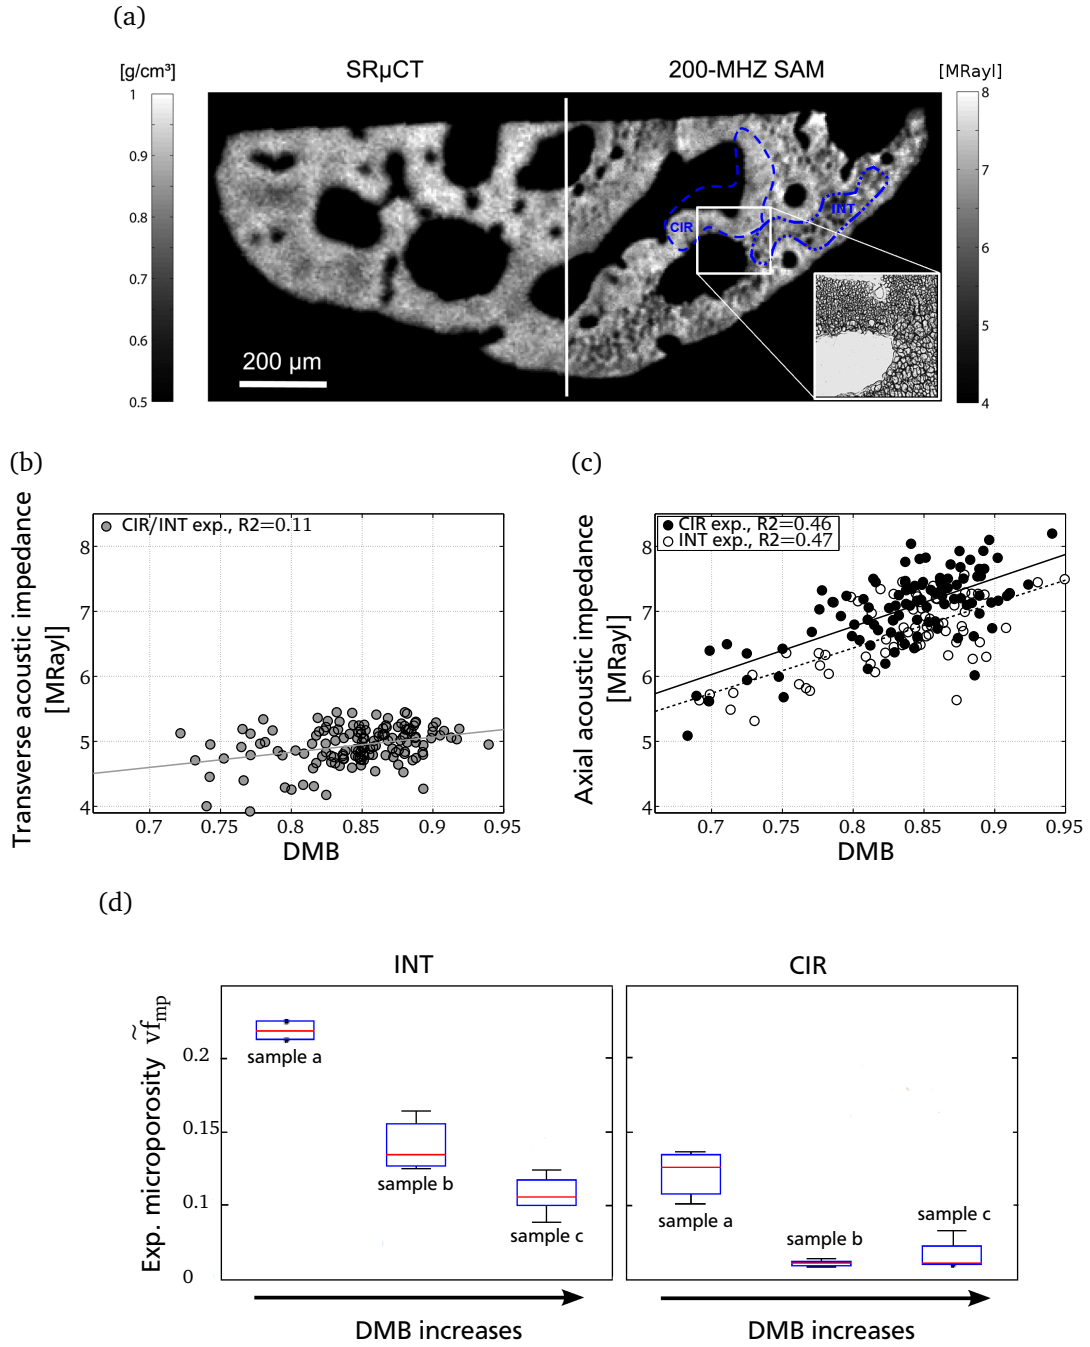 (a)
[g/cm³]
SRµCT
200-MHZ SAM
[MRayl]
1
0.9
0.8
0.7
0.6
0.5
8
7
6
5
4
CIR
INT
200 µm
(b)
Transverse acoustic impedance
[MRayl]
CIR/INT exp., R2=0.11
8
7
6
5
4
0.7
0.75
0.8
0.85
0.9
0.95
DMB
(c)
Axial acoustic impedance
[MRayl]
CIR exp., R2=0.46
INT exp., R2=0.47
8
7
6
5
4
0.7
0.75
0.8
0.85
0.9
0.95
DMB
(d)
INT
CIR
Exp. microporosity ṽf_mp
0.2
0.15
0.1
0
sample a
sample b
sample c
sample a
sample b
sample c
DMB increases
DMB increases